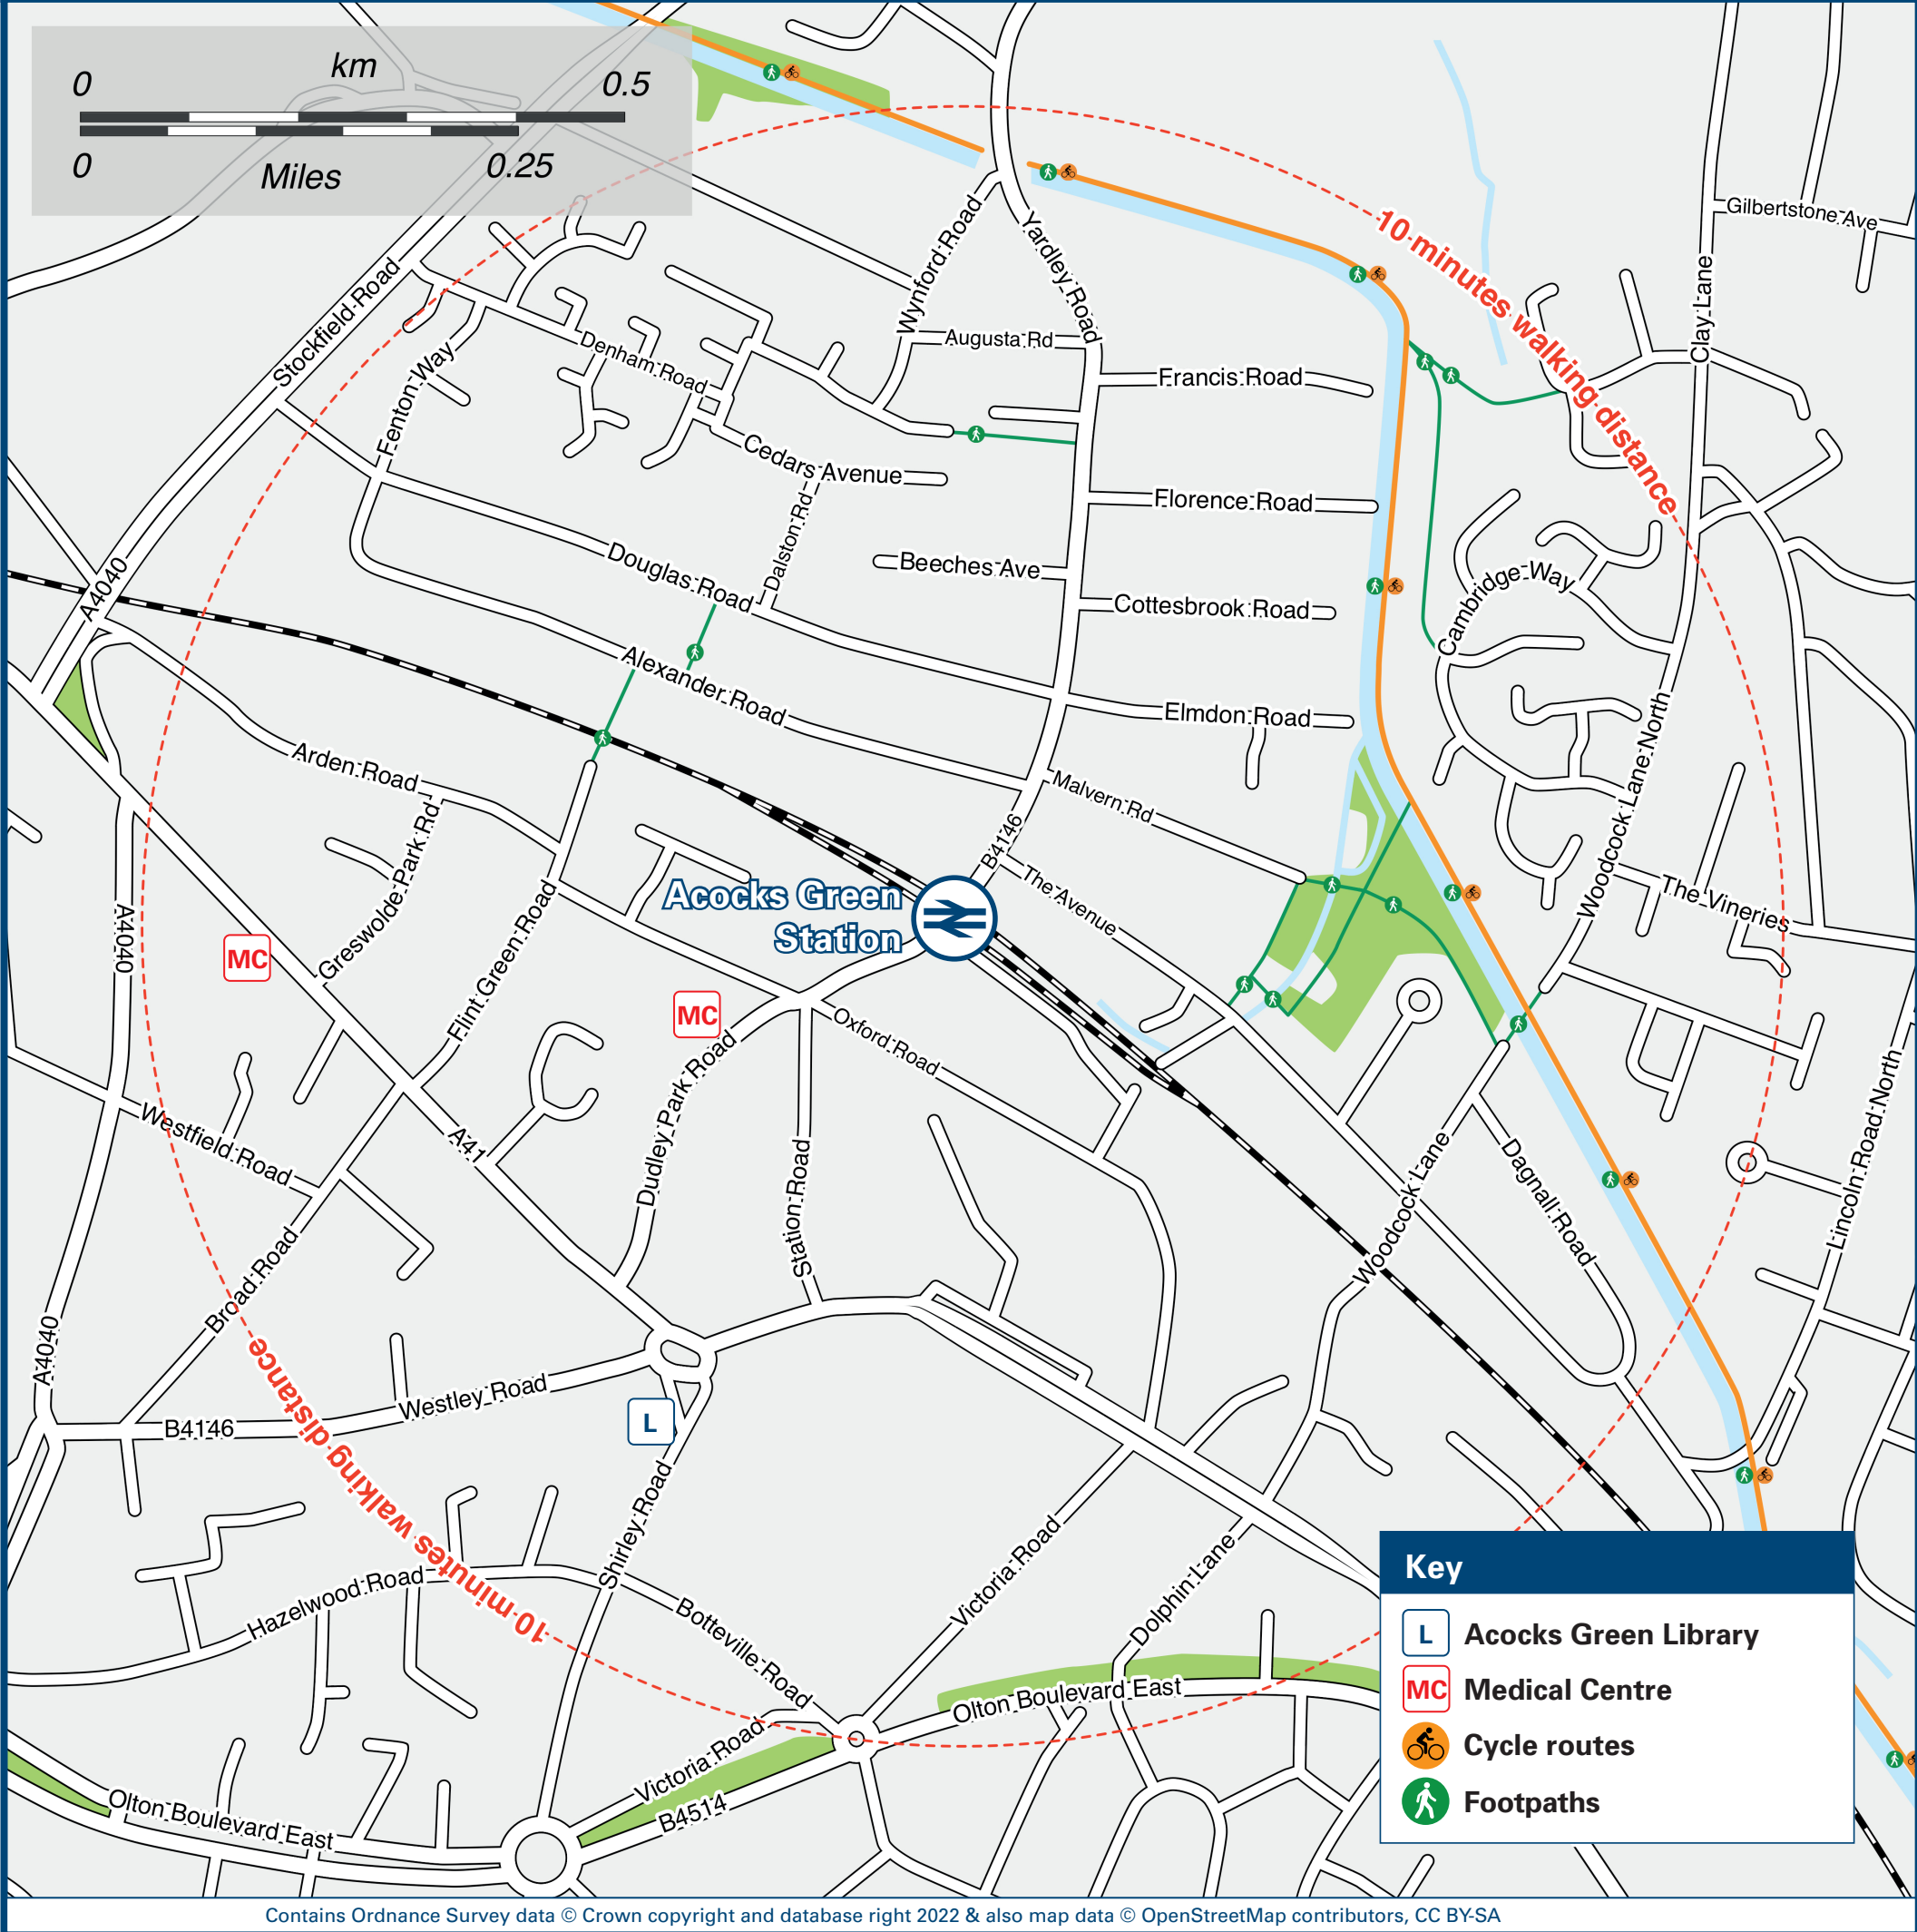 km
0
0.5
0
0.25
Miles
10 minutes walking distance
Gilbertstone Ave
Clay Lane
Wynford Road
Yardley Road
Stockfield Road
Augusta Rd
Denham Road
Fenton Way
Francis Road
Cedars Avenue
Florence Road
Dalston Rd
Douglas Road
Beeches Ave
Cambridge Way
Cottesbrook Road
A4040
Alexander Road
Elmdon Road
Woodcock Lane North
Arden Road
Malvern Rd
B4146
Greswolde Park Rd
The Avenue
The Vineries
Acocks Green
Station
A4040
MC
Flint Green Road
MC
Oxford Road
Dudley Park Road
Westfield Road
A41
Station Road
Woodcock Lane
Dagnall Road
Lincoln Road North
Broad Road
A4040
Westley Road
B4146
L
10 minutes walking distance
Shirley Road
Hazelwood Road
Botteville Road
Victoria Road
Dolphin Lane
Olton Boulevard East
Victoria Road
B4514
Olton Boulevard East
Key
L Acocks Green Library
MC Medical Centre
Cycle routes
Footpaths
Contains Ordnance Survey data © Crown copyright and database right 2022 & also map data © OpenStreetMap contributors, CC BY-SA